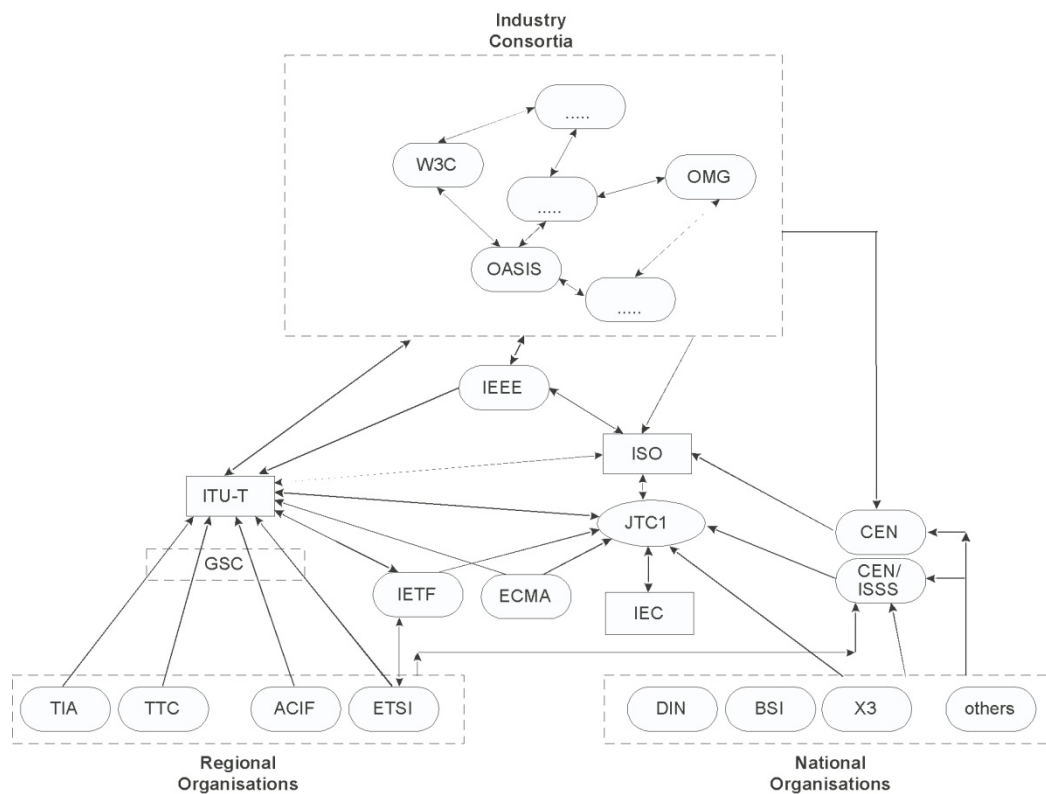 Industry
Consortia
.....
W3C
OMG
.....
OASIS
.....
IEEE
ISO
ITU-T
JTC1
CEN
GSC
CEN/
ISSS
IETF
ECMA
IEC
TIA
TTC
ACIF
ETSI
DIN
BSI
X3
others
Regional
Organisations
National
Organisations